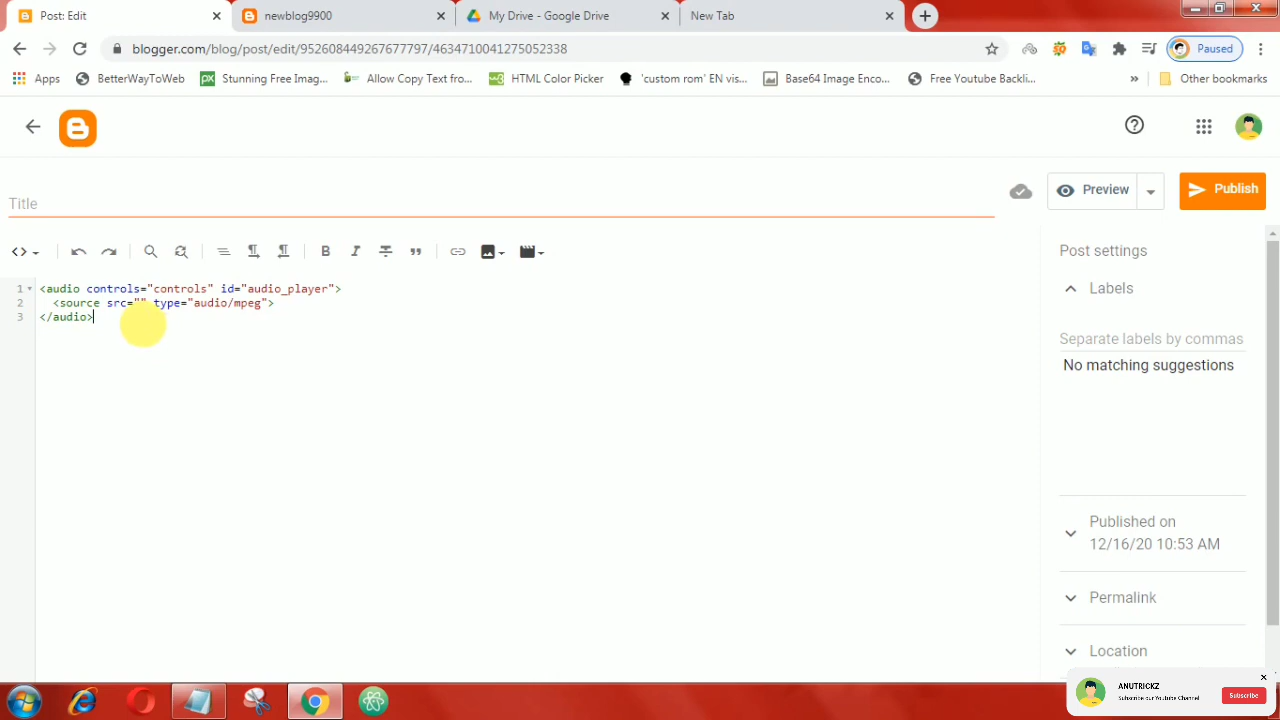 Post: Edit
newblog9900
My Drive - Google Drive
New Tab
blogger.com/blog/post/edit/952608449267677797/4634710041275052338
Paused
Apps
BetterWayToWeb
Stunning Free Imag...
Allow Copy Text fro...
HTML Color Picker
'custom rom' EN vis...
Base64 Image Enco...
Free Youtube Backli...
Other bookmarks
Title
Preview
Publish
Post settings
1 <audio controls="controls" id="audio_player">
2 <source src="" type="audio/mpeg">
3 </audio>
Labels
Separate labels by commas
No matching suggestions
Published on
12/16/20 10:53 AM
Permalink
Location
ANUTRICKZ
Subscribe our Youtube Channel
Subscribe